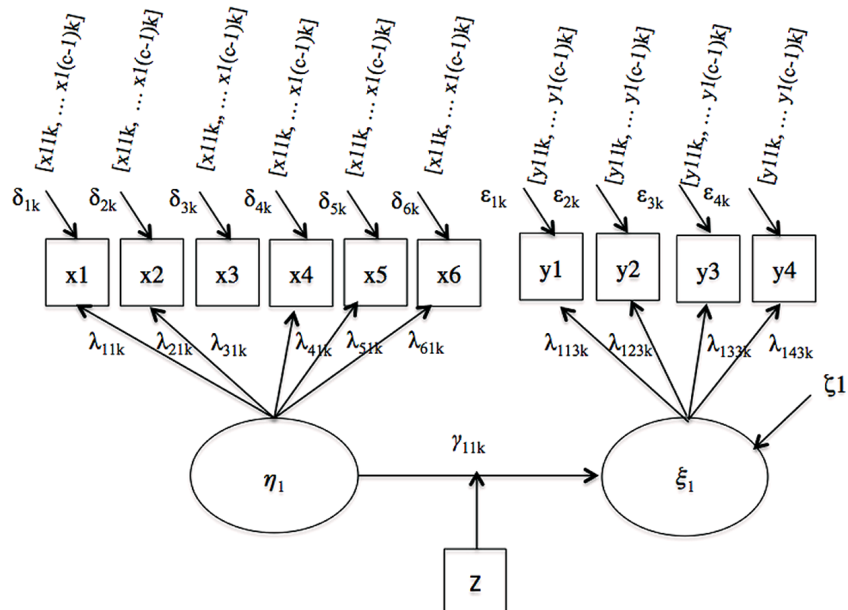 [x11k, ... x1(c-1)k]
[x11k, ... x1(c-1)k]
[x11k,, ... x1(c-1)k]
[x11k, ... x1(c-1)k]
[x11k, ... x1(c-1)k]
[x11k, ... x1(c-1)k]
[y11k, ... y1(c-1)k]
[y11k,, ... y1(c-1)k]
[y11k,, ... y1(c-1)k]
[y11k, ... y1(c-1)k]
δ1k δ2k δ3k δ4k δ5k δ6k ε1k ε2k ε3k ε4k
x1 x2 x3 x4 x5 x6 y1 y2 y3 y4
λ11k λ21k λ31k λ41k λ51k λ61k λ113k λ123k λ133k λ143k
ζ1
γ11k
η1 ξ1
Z